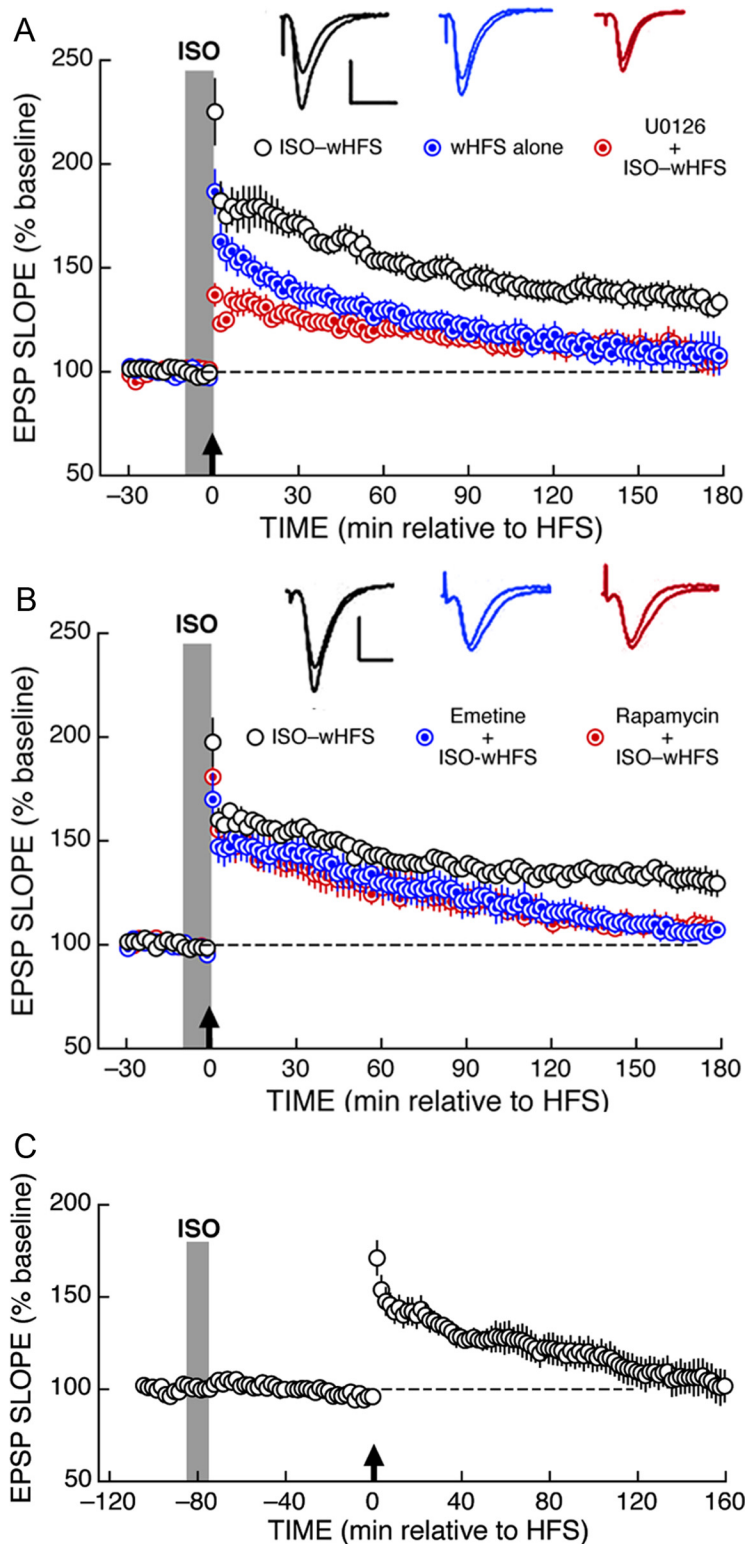 A
ISO
250
200
150
100
50
EPSP SLOPE (% baseline)
ISO–wHFS
wHFS alone
U0126
+
ISO–wHFS
–30 0 30 60 90 120 150 180
TIME (min relative to HFS)
B
ISO
250
200
150
100
50
EPSP SLOPE (% baseline)
ISO–wHFS
Emetine
+
ISO-wHFS
Rapamycin
+
ISO–wHFS
–30 0 30 60 90 120 150 180
TIME (min relative to HFS)
C
ISO
200
150
100
50
EPSP SLOPE (% baseline)
–120 –80 –40 0 40 80 120 160
TIME (min relative to HFS)